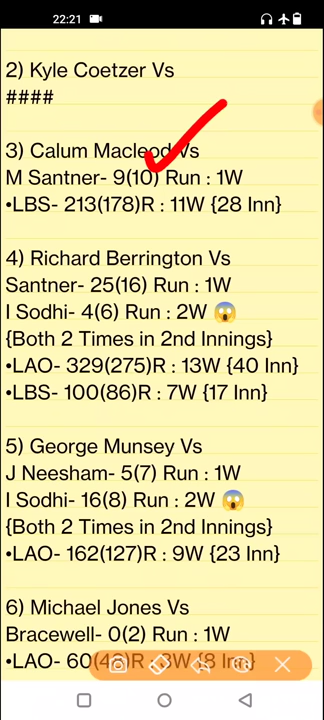 22:21
2) Kyle Coetzer Vs
####
3) Calum Macleod Vs
M Santner- 9(10) Run : 1W
•LBS- 213(178)R : 11W {28 Inn}
4) Richard Berrington Vs
Santner- 25(16) Run : 1W
I Sodhi- 4(6) Run : 2W 😱
{Both 2 Times in 2nd Innings}
•LAO- 329(275)R : 13W {40 Inn}
•LBS- 100(86)R : 7W {17 Inn}
5) George Munsey Vs
J Neesham- 5(7) Run : 1W
I Sodhi- 16(8) Run : 2W 😱
{Both 2 Times in 2nd Innings}
•LAO- 162(127)R : 9W {23 Inn}
6) Michael Jones Vs
Bracewell- 0(2) Run : 1W
•LAO- 3W {8 Inn}